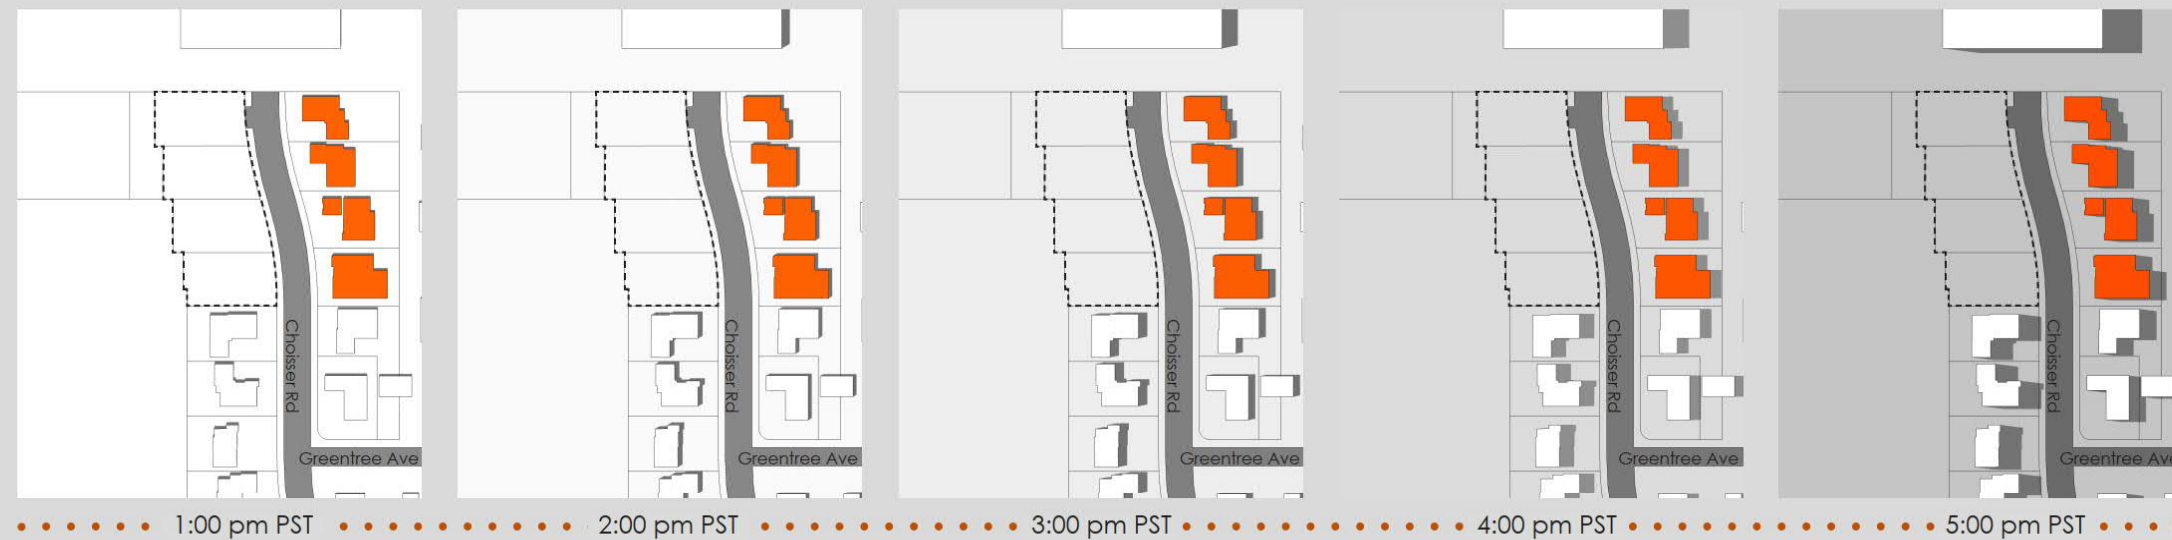 Choisser Rd
Greentree Ave
Choisser Rd
Greentree Ave
Choisser Rd
Greentree Ave
Choisser Rd
Greentree Ave
Choisser Rd
Greentree Ave
1:00 pm PST
2:00 pm PST
3:00 pm PST
4:00 pm PST
5:00 pm PST